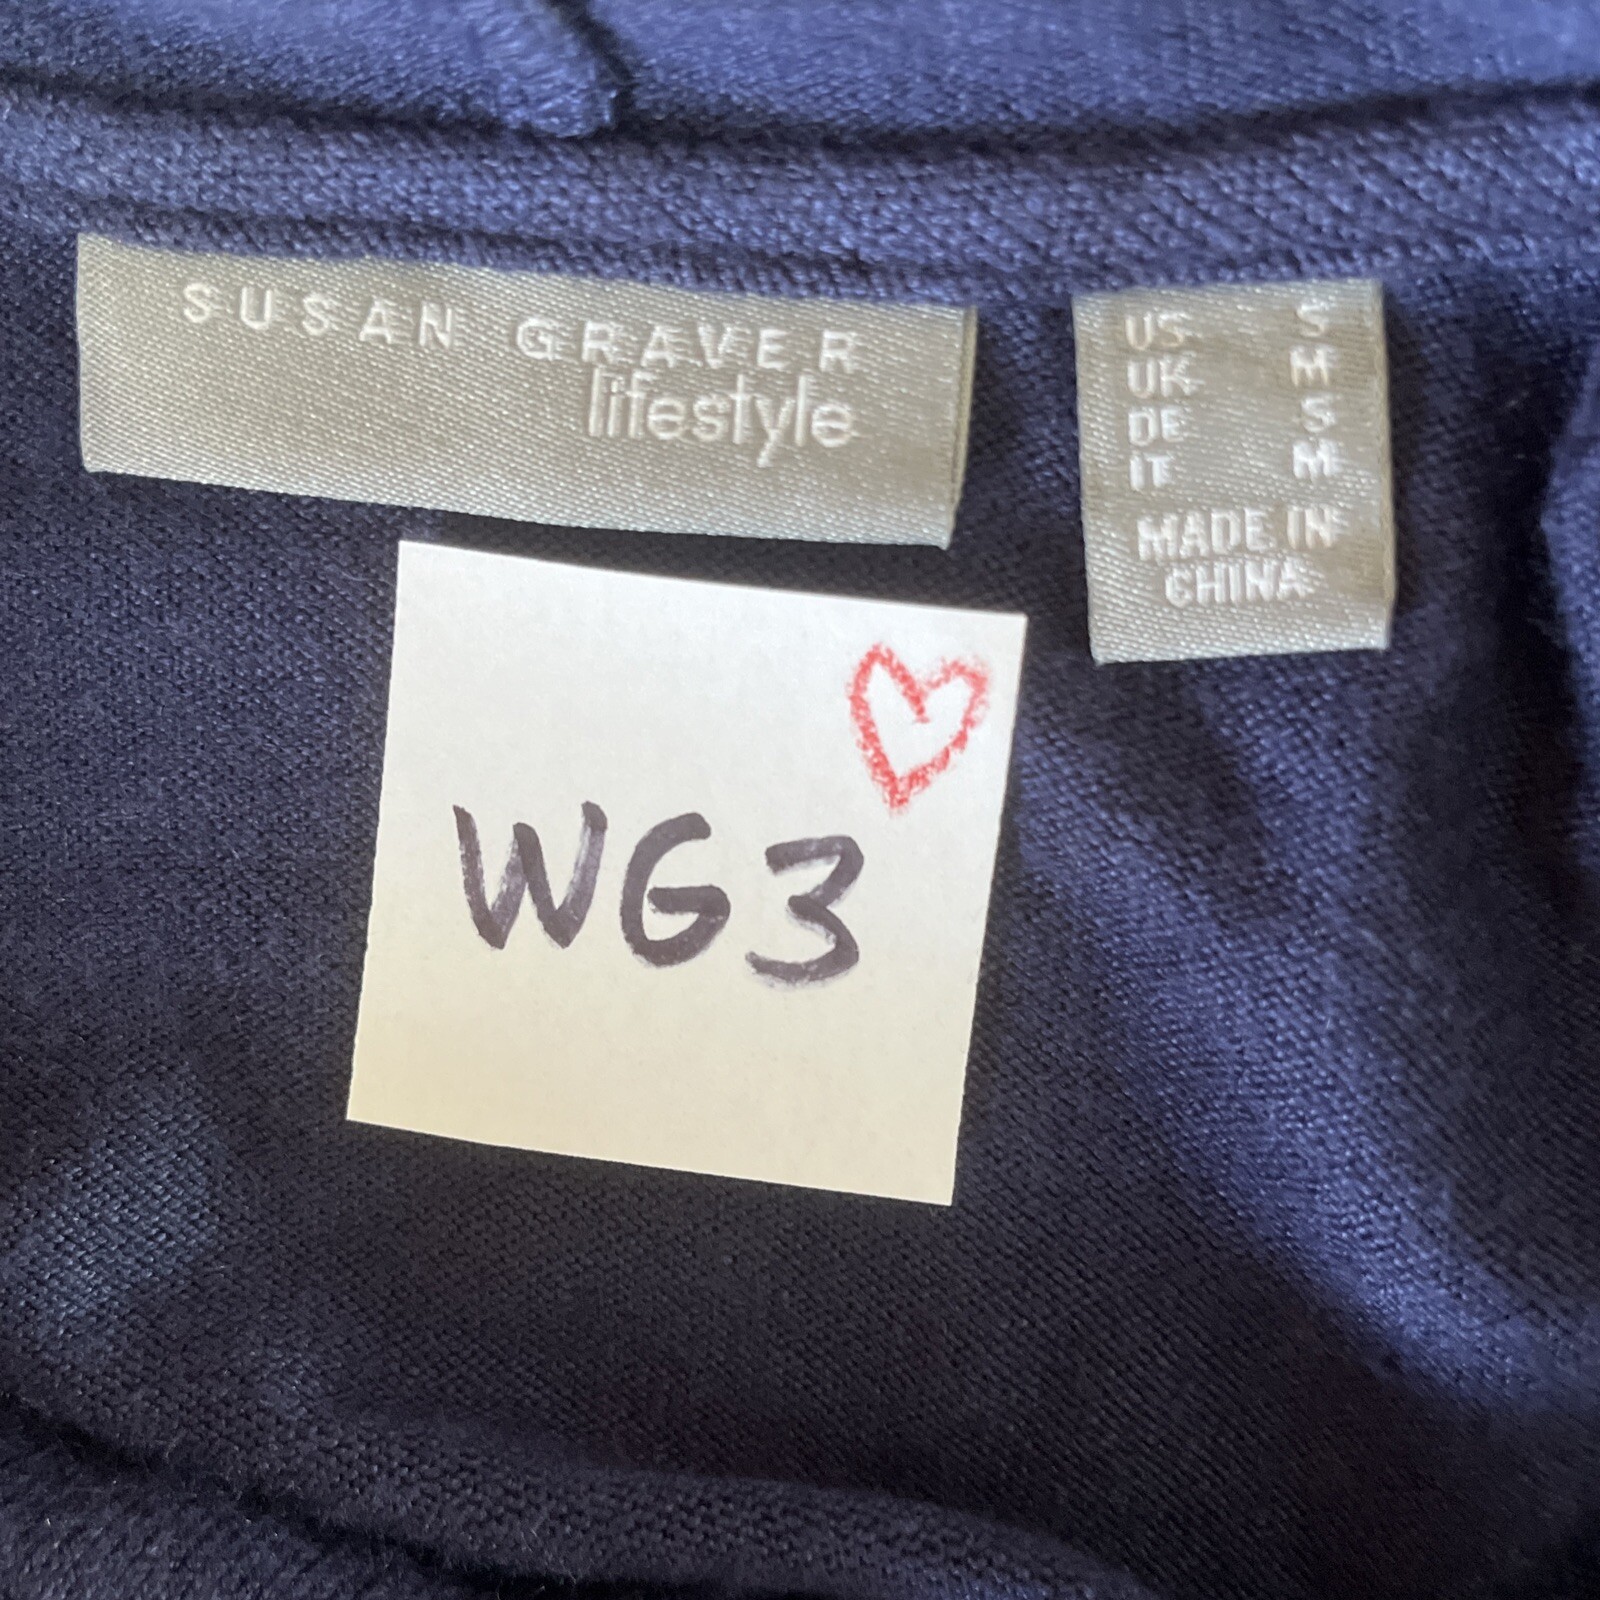 SUSAN GRAVER
lifestyle
US S
UK M
DE S
IT M
MADE IN
CHINA
WG3